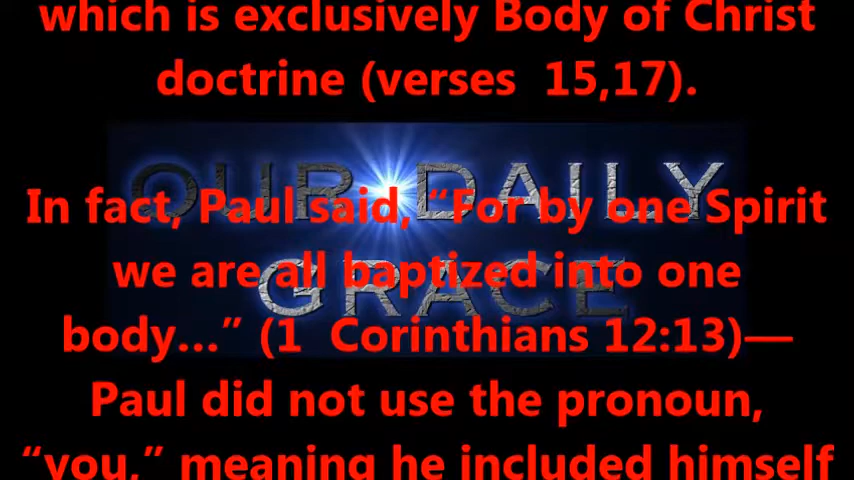 which is exclusively Body of Christ
doctrine (verses 15,17).
OUR DAILY
In fact, Paul said, “For by one Spirit
we are all baptized into one
GRACE
body...” (1 Corinthians 12:13)—
Paul did not use the pronoun,
“you,” meaning he included himself